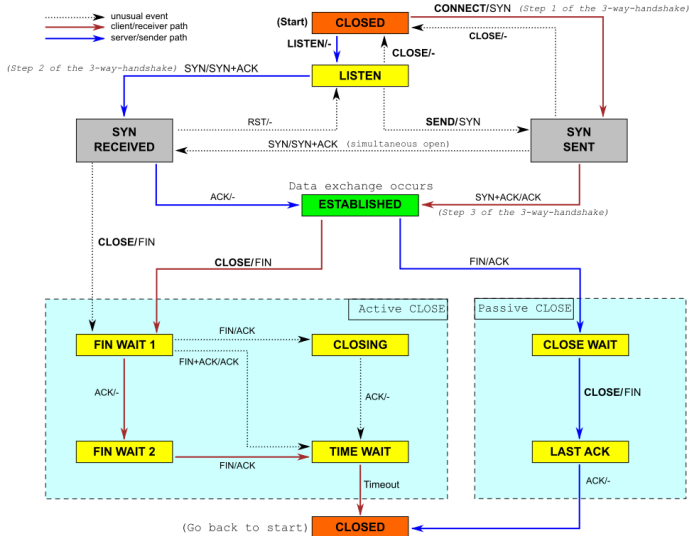 unusual event
client/receiver path
server/sender path
(Start)
CLOSED
CONNECT/SYN (Step 1 of the 3-way-handshake)
CLOSE/-
LISTEN/-
CLOSE/-
(Step 2 of the 3-way-handshake) SYN/SYN+ACK
LISTEN
RST/-
SEND/SYN
SYN
RECEIVED
SYN
SENT
SYN/SYN+ACK (simultaneous open)
Data exchange occurs
ACK/-
SYN+ACK/ACK
ESTABLISHED
(Step 3 of the 3-way-handshake)
CLOSE/FIN
CLOSE/FIN
FIN/ACK
Active CLOSE
Passive CLOSE
FIN WAIT 1
FIN/ACK
CLOSING
CLOSE WAIT
FIN+ACK/ACK
ACK/-
ACK/-
CLOSE/FIN
FIN WAIT 2
FIN/ACK
TIME WAIT
LAST ACK
Timeout
ACK/-
(Go back to start)
CLOSED